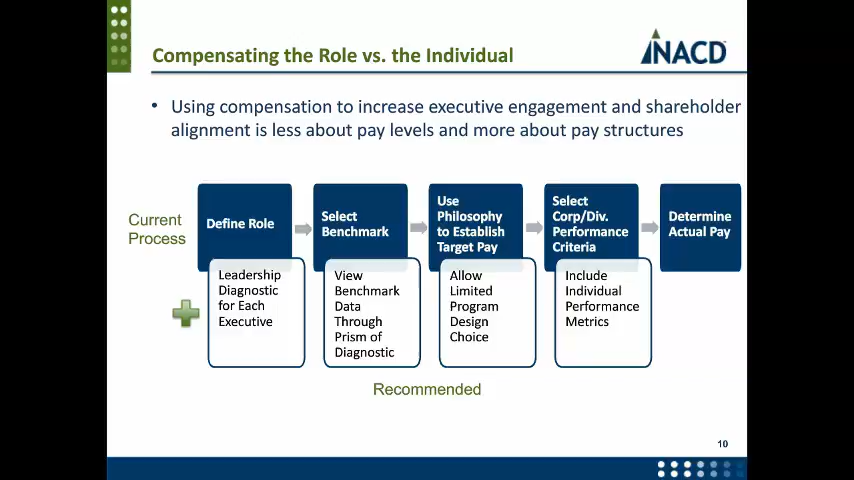 Compensating the Role vs. the Individual
NACD
• Using compensation to increase executive engagement and shareholder
alignment is less about pay levels and more about pay structures
Current
Process
Define Role
Select
Benchmark
Use
Philosophy
to Establish
Target Pay
Select
Corp/Div.
Performance
Criteria
Determine
Actual Pay
Leadership
Diagnostic
for Each
Executive
View
Benchmark
Data
Through
Prism of
Diagnostic
Allow
Limited
Program
Design
Choice
Include
Individual
Performance
Metrics
Recommended
10